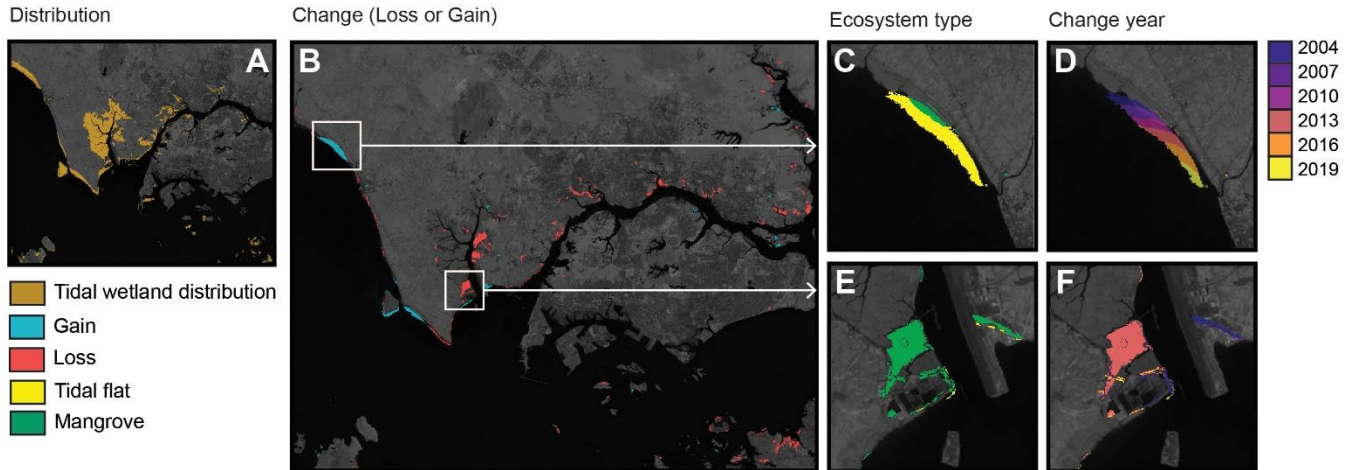 Distribution
Change (Loss or Gain)
Ecosystem type
Change year
A
B
C
D
2004
2007
2010
2013
2016
2019
Tidal wetland distribution
Gain
Loss
Tidal flat
Mangrove
E
F